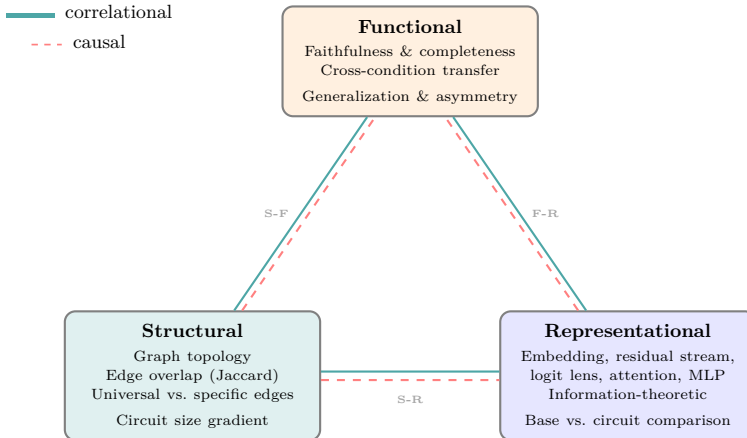 correlational
causal
Functional
Faithfulness & completeness
Cross-condition transfer
Generalization & asymmetry
S-F
F-R
Structural
Graph topology
Edge overlap (Jaccard)
Universal vs. specific edges
Circuit size gradient
S-R
Representational
Embedding, residual stream,
logit lens, attention, MLP
Information-theoretic
Base vs. circuit comparison